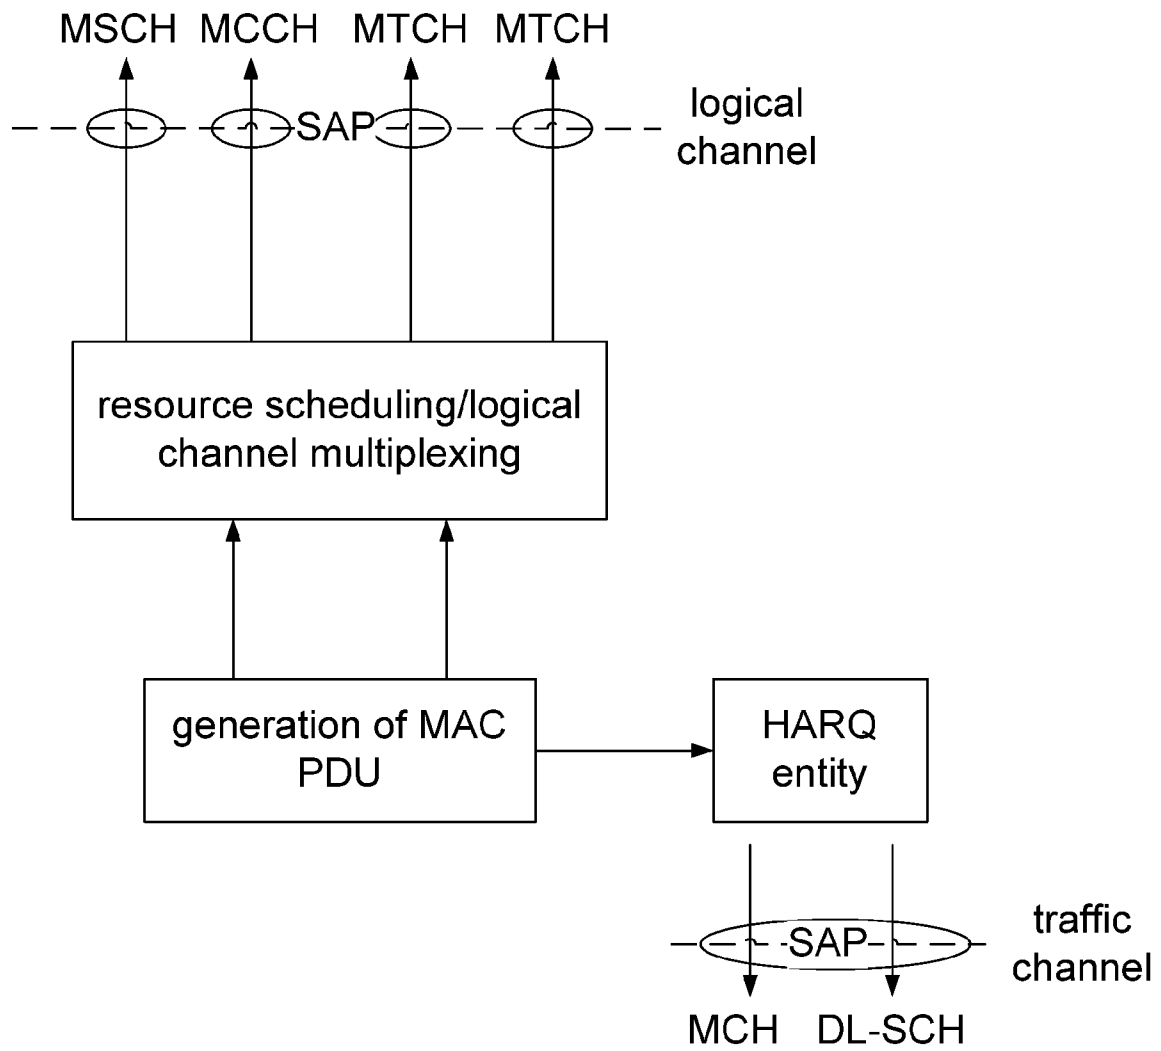 MSCH MCCH MTCH MTCH
SAP
logical
channel
resource scheduling/logical
channel multiplexing
generation of MAC
PDU
HARQ
entity
SAP
traffic
channel
MCH DL-SCH